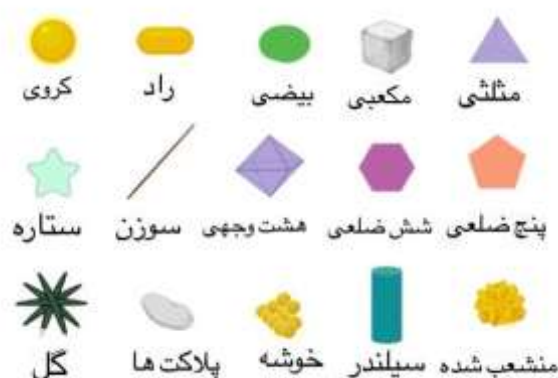 مثلثی مکعبی بیضی راد کروی
پنج ضلعی شش ضلعی هشت وجهی سوزن ستاره
منشعب شده سیلندر خوشه پلاکت ها گل